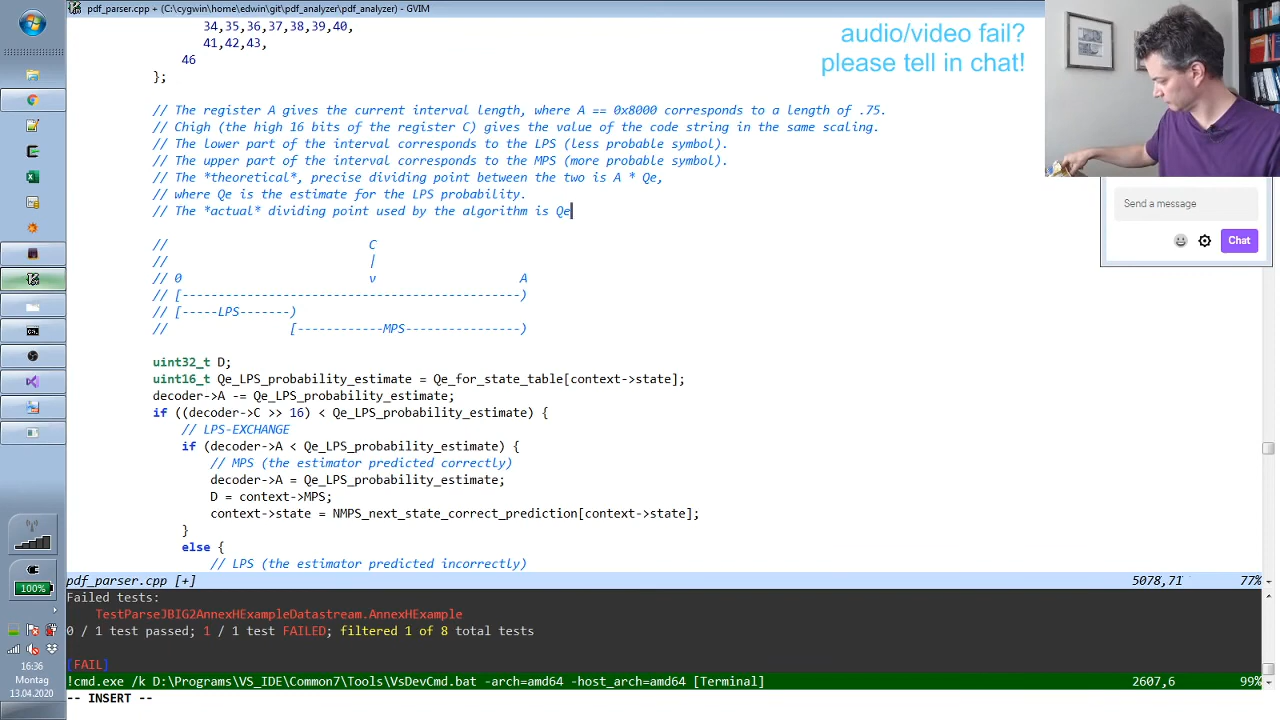 pdf_parser.cpp + (C:\cygwin\home\edwin\git\pdf_analyzer\pdf_analyzer) - GVIM
34,35,36,37,38,39,40,
41,42,43,
46
};
// The register A gives the current interval length, where A == 0x8000 corresponds to a length of .75.
// Chigh (the high 16 bits of the register C) gives the value of the code string in the same scaling.
// The lower part of the interval corresponds to the LPS (less probable symbol).
// The upper part of the interval corresponds to the MPS (more probable symbol).
// The *theoretical*, precise dividing point between the two is A * Qe,
// where Qe is the estimate for the LPS probability.
// The *actual* dividing point used by the algorithm is Qe
// C
// |
// 0 v A
// [-----------------------------------------------)
// [-----LPS-------)
// [------------MPS----------------)
uint32_t D;
uint16_t Qe_LPS_probability_estimate = Qe_for_state_table[context->state];
decoder->A -= Qe_LPS_probability_estimate;
if ((decoder->C >> 16) < Qe_LPS_probability_estimate) {
// LPS-EXCHANGE
if (decoder->A < Qe_LPS_probability_estimate) {
// MPS (the estimator predicted correctly)
decoder->A = Qe_LPS_probability_estimate;
D = context->MPS;
context->state = NMPS_next_state_correct_prediction[context->state];
}
else {
// LPS (the estimator predicted incorrectly)
pdf_parser.cpp [+] 5078,71 77%
Failed tests:
TestParseJBIG2AnnexHExampleDatastream.AnnexHExample
0 / 1 test passed; 1 / 1 test FAILED; filtered 1 of 8 total tests
[FAIL]
!cmd.exe /k D:\Programs\VS_IDE\Common7\Tools\VsDevCmd.bat -arch=amd64 -host_arch=amd64 [Terminal] 2607,6 99%
-- INSERT --
audio/video fail?
please tell in chat!
Send a message
Chat
100%
16:36
Montag
13.04.2020